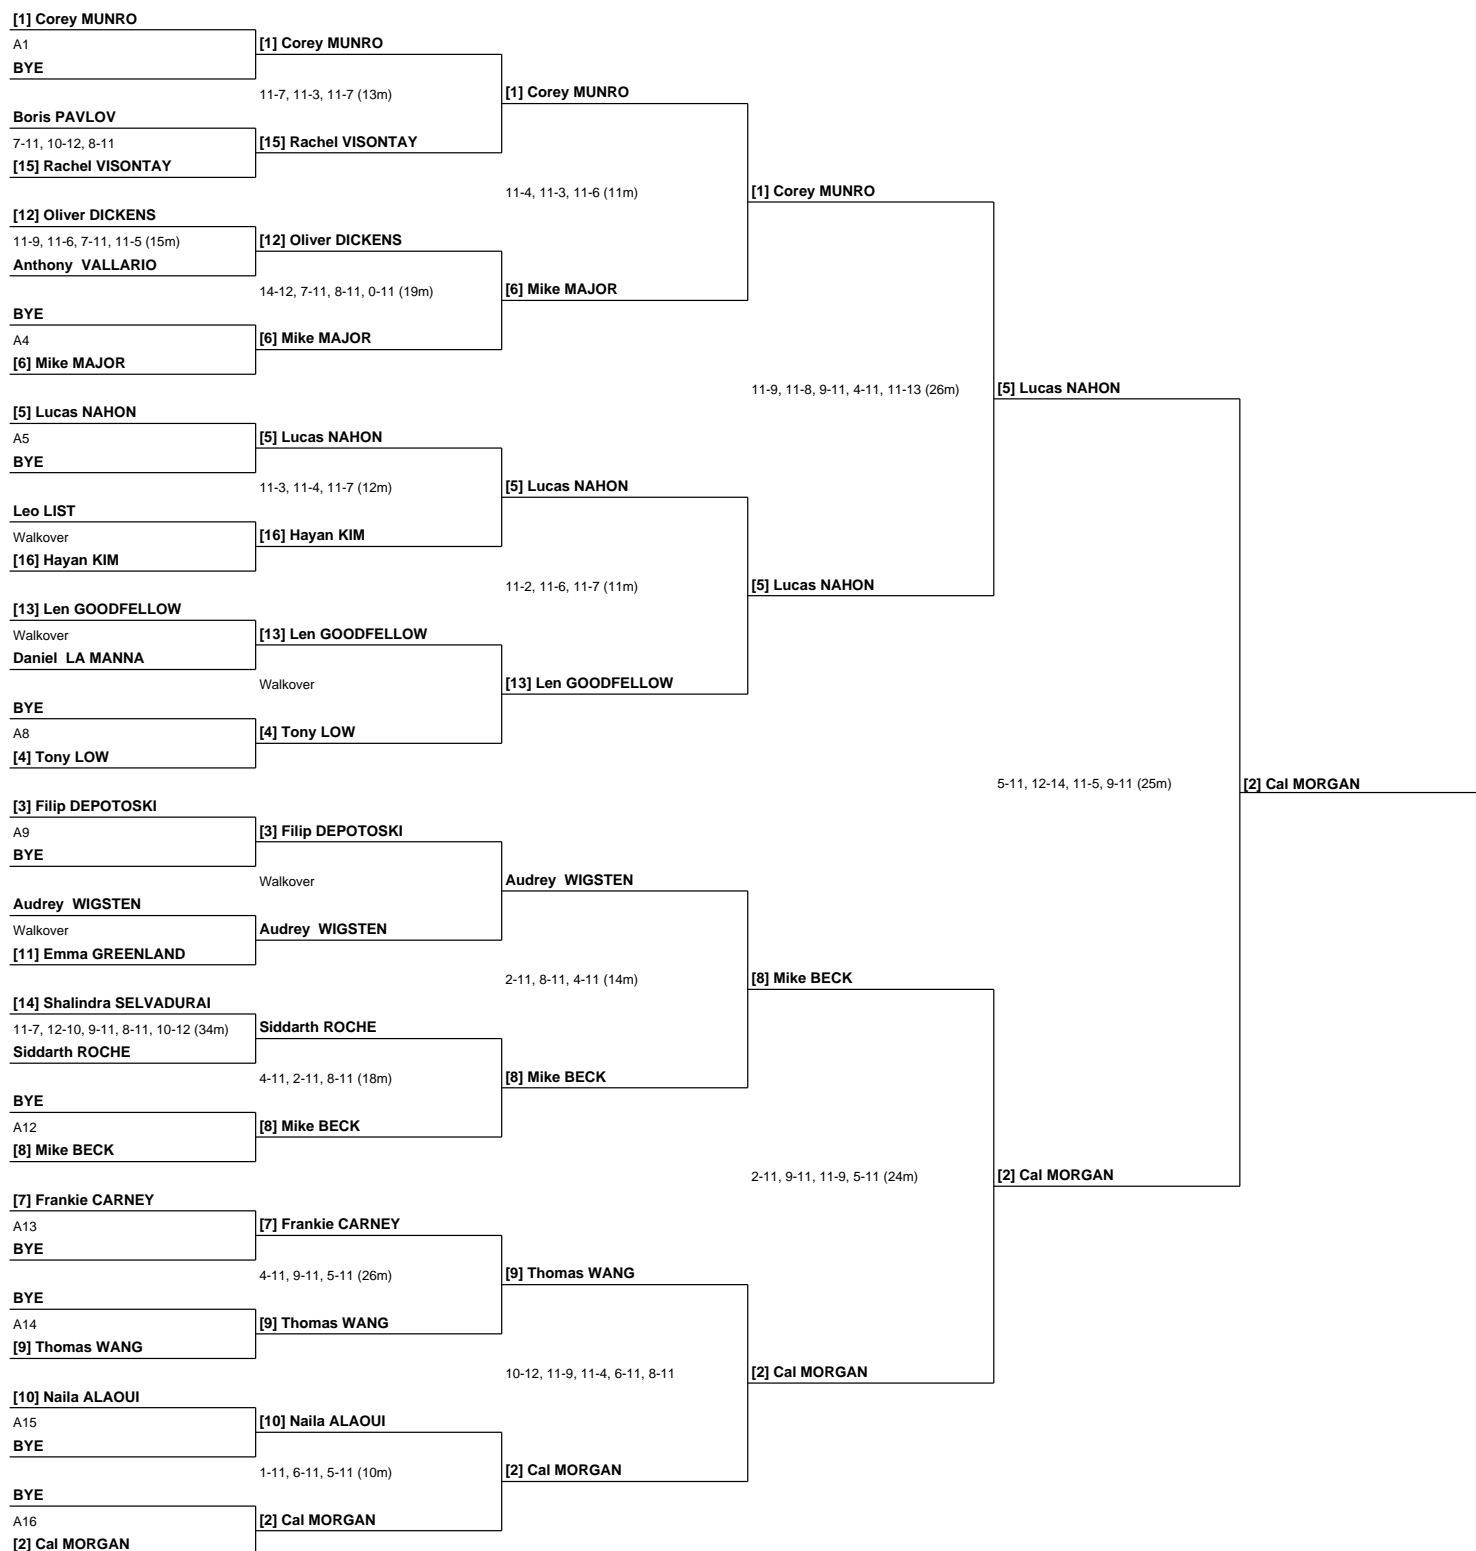 [1] Corey MUNRO
A1
BYE
Boris PAVLOV
7-11, 10-12, 8-11
[15] Rachel VISONTAY
[12] Oliver DICKENS
11-9, 11-6, 7-11, 11-5 (15m)
Anthony  VALLARIO
BYE
A4
[6] Mike MAJOR
[5] Lucas NAHON
A5
BYE
Leo LIST
Walkover
[16] Hayan KIM
[13] Len GOODFELLOW
Walkover
Daniel  LA MANNA
BYE
A8
[4] Tony LOW
[3] Filip DEPOTOSKI
A9
BYE
Audrey  WIGSTEN
Walkover
[11] Emma GREENLAND
[14] Shalindra SELVADURAI
11-7, 12-10, 9-11, 8-11, 10-12 (34m)
Siddarth ROCHE
BYE
A12
[8] Mike BECK
[7] Frankie CARNEY
A13
BYE
BYE
A14
[9] Thomas WANG
[10] Naila ALAOUI
A15
BYE
BYE
A16
[2] Cal MORGAN
[1] Corey MUNRO
11-7, 11-3, 11-7 (13m)
[15] Rachel VISONTAY
[12] Oliver DICKENS
14-12, 7-11, 8-11, 0-11 (19m)
[6] Mike MAJOR
[5] Lucas NAHON
11-3, 11-4, 11-7 (12m)
[16] Hayan KIM
[13] Len GOODFELLOW
Walkover
[4] Tony LOW
[3] Filip DEPOTOSKI
Walkover
Audrey  WIGSTEN
Siddarth ROCHE
4-11, 2-11, 8-11 (18m)
[8] Mike BECK
[7] Frankie CARNEY
4-11, 9-11, 5-11 (26m)
[9] Thomas WANG
[10] Naila ALAOUI
1-11, 6-11, 5-11 (10m)
[2] Cal MORGAN
[1] Corey MUNRO
11-4, 11-3, 11-6 (11m)
[6] Mike MAJOR
[5] Lucas NAHON
11-2, 11-6, 11-7 (11m)
[13] Len GOODFELLOW
Audrey  WIGSTEN
2-11, 8-11, 4-11 (14m)
[8] Mike BECK
[9] Thomas WANG
10-12, 11-9, 11-4, 6-11, 8-11
[2] Cal MORGAN
[1] Corey MUNRO
11-9, 11-8, 9-11, 4-11, 11-13 (26m)
[5] Lucas NAHON
[8] Mike BECK
2-11, 9-11, 11-9, 5-11 (24m)
[2] Cal MORGAN
[5] Lucas NAHON
5-11, 12-14, 11-5, 9-11 (25m)
[2] Cal MORGAN
[2] Cal MORGAN